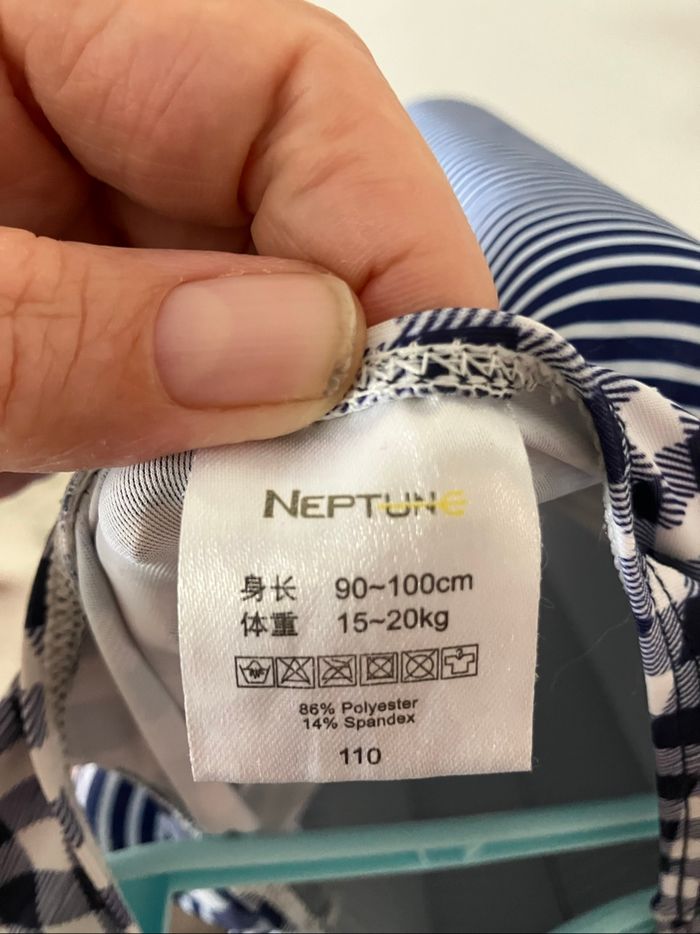 NEPTUNE
身长 90~100cm
体重 15~20kg
86% Polyester
14% Spandex
110